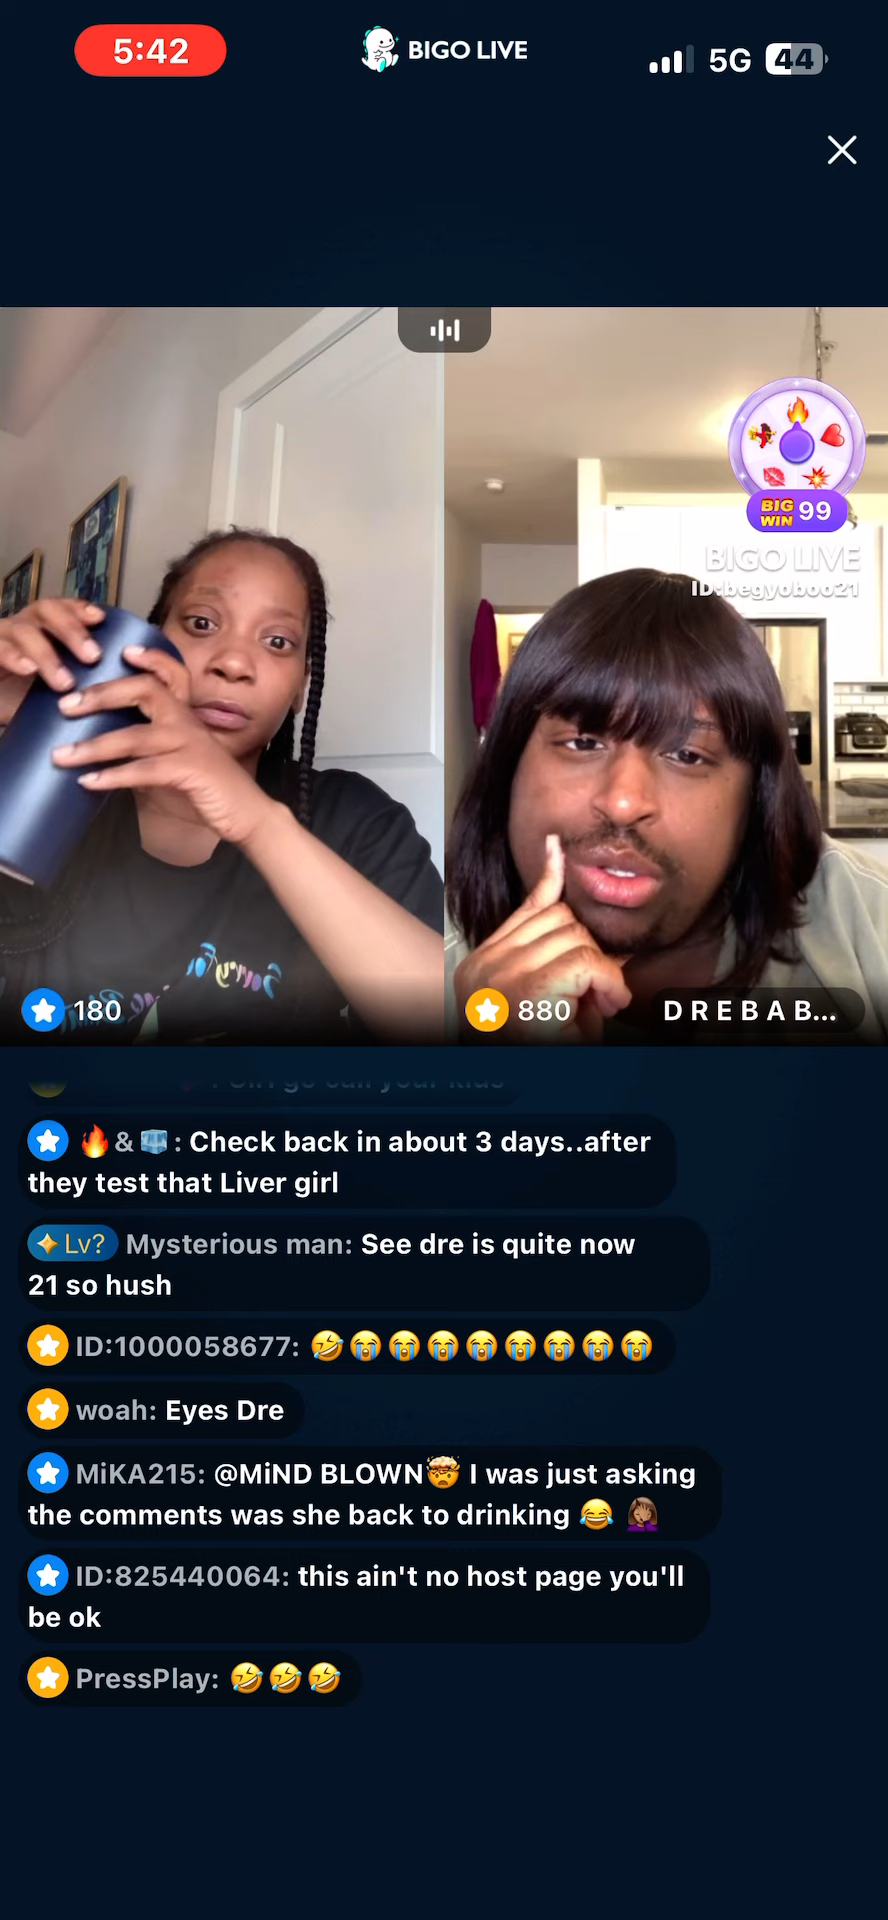 5:42
BIGO LIVE
5G
44
BIG WIN 99
BIGO LIVE
ID:begyoboo21
180
880
D R E B A B...
& : Check back in about 3 days..after
they test that Liver girl
Lv? Mysterious man: See dre is quite now
21 so hush
ID:1000058677: 🤣😭😭😭😭😭😭😭😭
woah: Eyes Dre
MiKA215: @MiND BLOWN🤯 I was just asking
the comments was she back to drinking 😂 🤦🏾‍♀️
ID:825440064: this ain't no host page you'll
be ok
PressPlay: 🤣🤣🤣